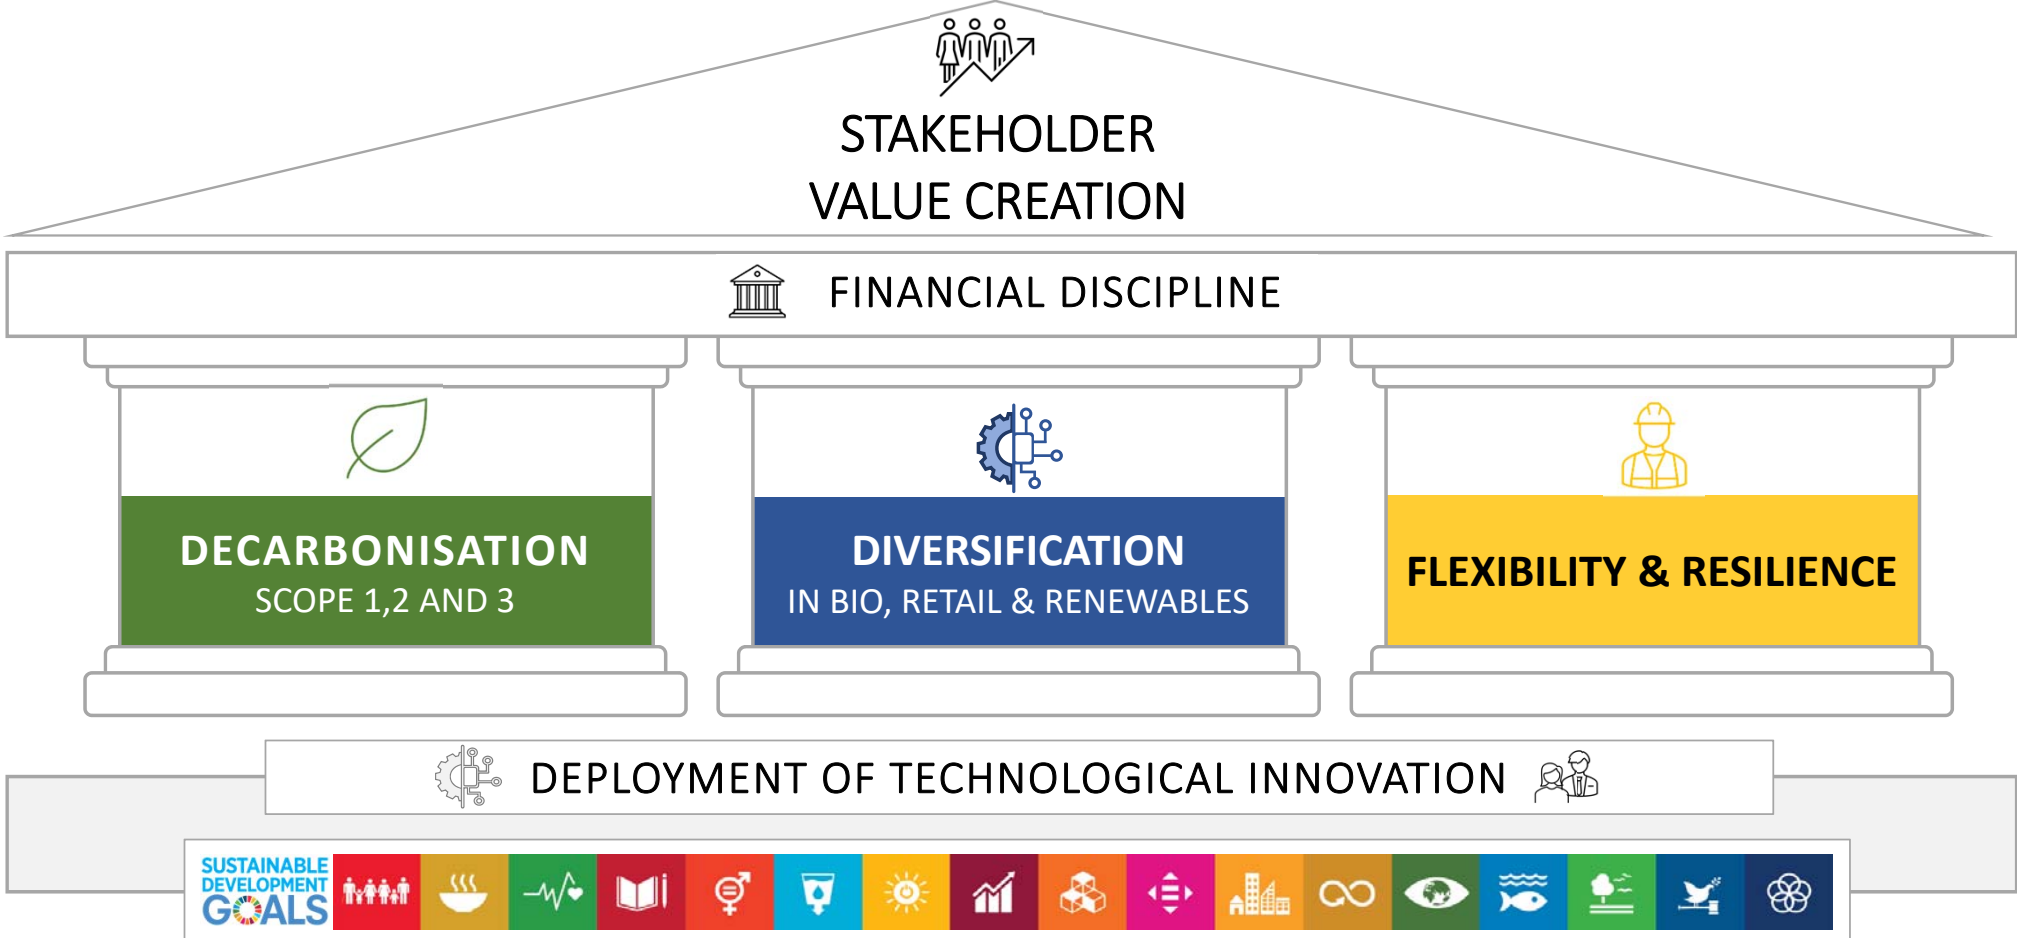 STAKEHOLDER
VALUE CREATION
FINANCIAL DISCIPLINE
DECARBONISATION
SCOPE 1,2 AND 3
DIVERSIFICATION
IN BIO, RETAIL & RENEWABLES
FLEXIBILITY & RESILIENCE
DEPLOYMENT OF TECHNOLOGICAL INNOVATION
SUSTAINABLE
DEVELOPMENT
GOALS